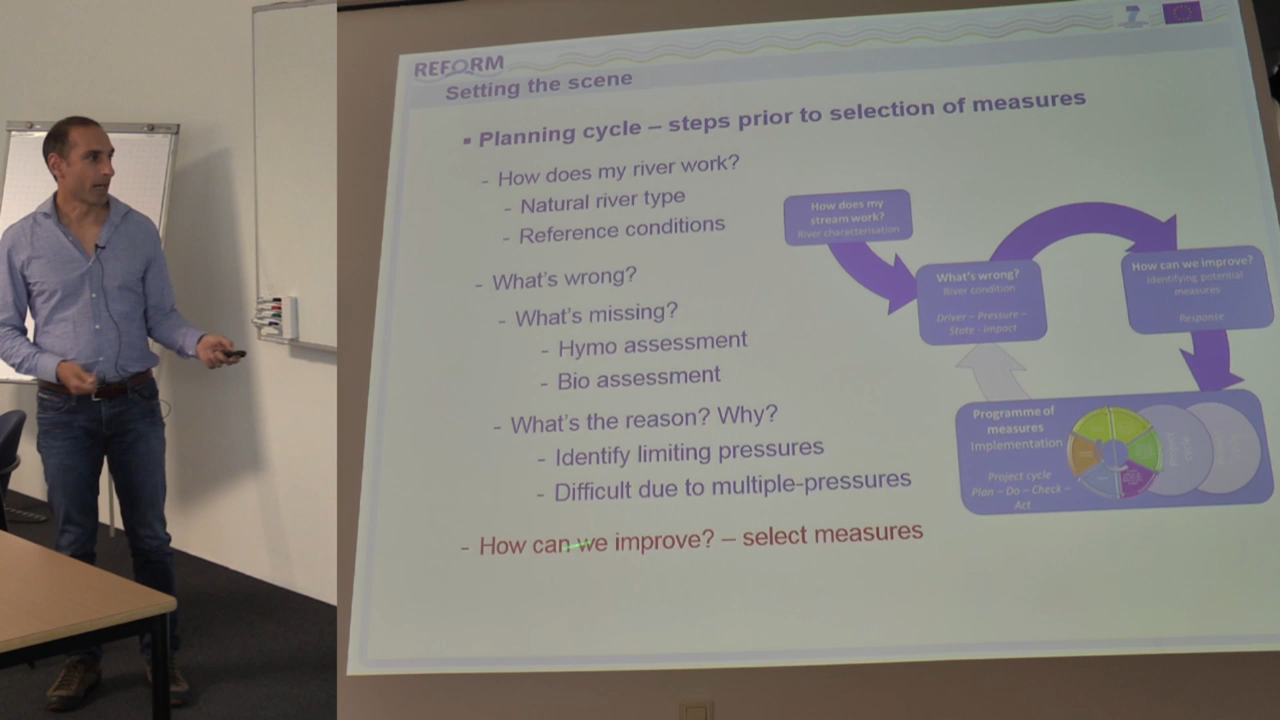 REFORM
Setting the scene
▪ Planning cycle – steps prior to selection of measures
- How does my river work?
- Natural river type
- Reference conditions
- What's wrong?
- What's missing?
- Hymo assessment
- Bio assessment
- What's the reason? Why?
- Identify limiting pressures
- Difficult due to multiple-pressures
- How can we improve? – select measures
How does my
stream work?
River characterisation
What's wrong?
River condition
Driver – Pressure –
State - Impact
How can we improve?
Identifying potential
measures
Response
Programme of
measures
Implementation
Project cycle
Plan – Do – Check –
Act
Project
cycle